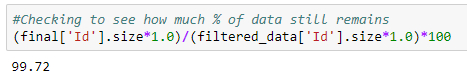 #Checking to see how much % of data still remains
(final['Id'].size*1.0)/(filtered_data['Id'].size*1.0)*100
99.72